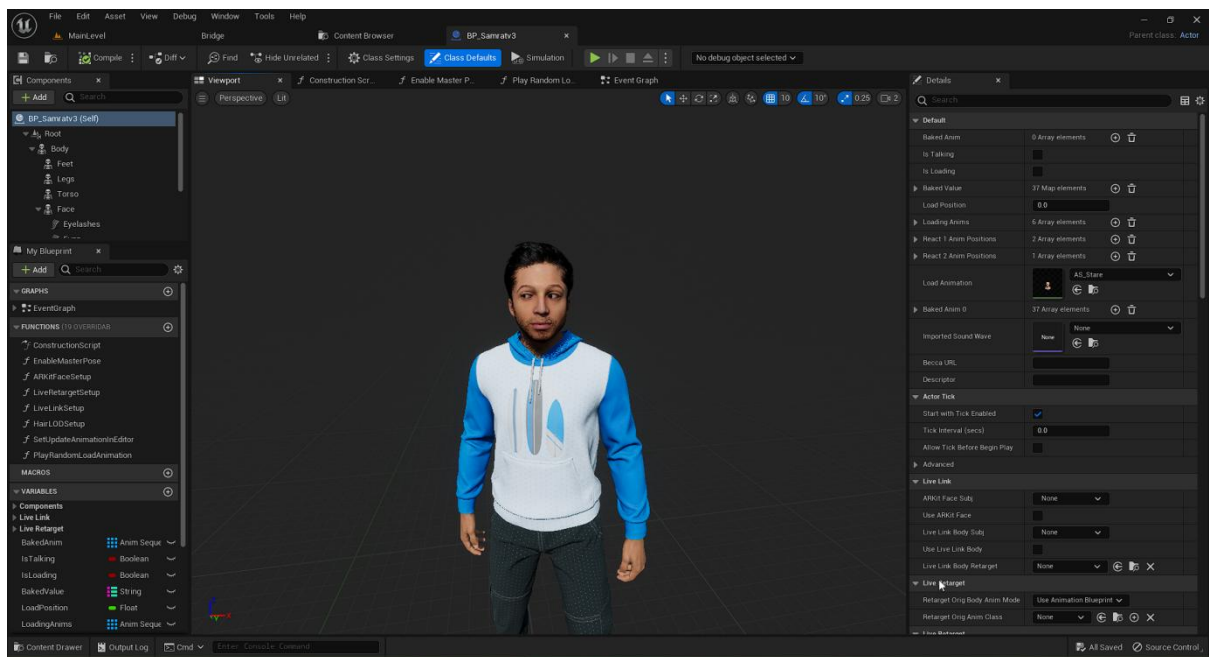 File Edit Asset View Debug Window Tools Help
MainLevel Bridge Content Browser BP_Samratv3 Parent class: Actor
Compile Diff Find Hide Unrelated Class Settings Class Defaults Simulation No debug object selected
Components
Add Search
BP_Samratv3 (Self)
Root
Body
Feet
Legs
Torso
Face
Eyelashes
My Blueprint
Add Search
GRAPHS
EventGraph
FUNCTIONS (19 OVERRIDAB
ConstructionScript
EnableMasterPose
ARKitFaceSetup
LiveRetargetSetup
LiveLinkSetup
HairLODSetup
SetUpdateAnimationInEditor
PlayRandomLoadAnimation
MACROS
VARIABLES
Components
Live Link
Live Retarget
BakedAnim Anim Seque
IsTalking Boolean
IsLoading Boolean
BakedValue String
LoadPosition Float
LoadingAnims Anim Seque
Viewport Construction Scr... Enable Master P... Play Random Lo... Event Graph
Perspective Lit 10 10° 0.25 2
Details
Search
Default
Baked Anim 0 Array elements
Is Talking
Is Loading
Baked Value 37 Map elements
Load Position 0.0
Loading Anims 6 Array elements
React 1 Anim Positions 2 Array elements
React 2 Anim Positions 1 Array elements
Load Animation AS_Stare
Baked Anim 0 37 Array elements
Imported Sound Wave None None
Becca URL
Descriptor
Actor Tick
Start with Tick Enabled
Tick Interval (secs) 0.0
Allow Tick Before Begin Play
Advanced
Live Link
ARKit Face Subj None
Use ARKit Face
Live Link Body Subj None
Use Live Link Body
Live Link Body Retarget None
Live Retarget
Retarget Orig Body Anim Mode Use Animation Blueprint
Retarget Orig Anim Class None
Live Retarget
Content Drawer Output Log Cmd Enter Console Command All Saved Source Control